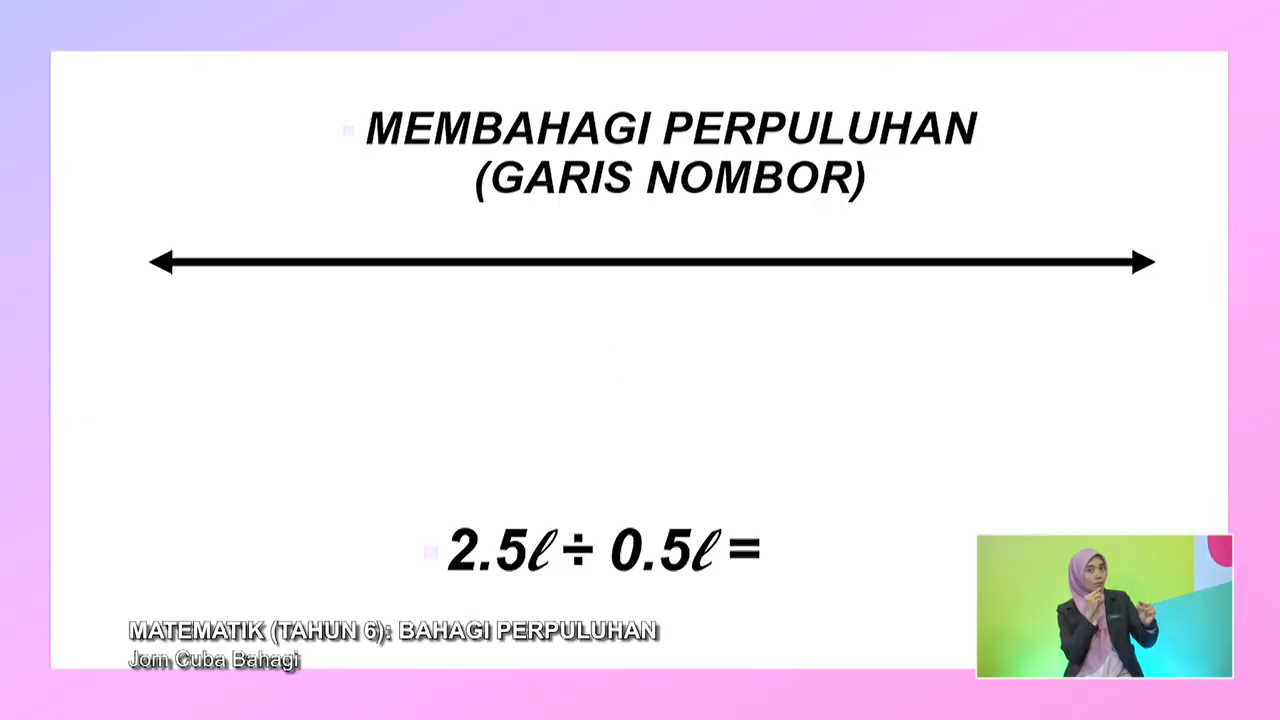 MEMBAHAGI PERPULUHAN
(GARIS NOMBOR)
2.5ℓ ÷ 0.5ℓ =
MATEMATIK (TAHUN 6): BAHAGI PERPULUHAN
Jom Cuba Bahagi